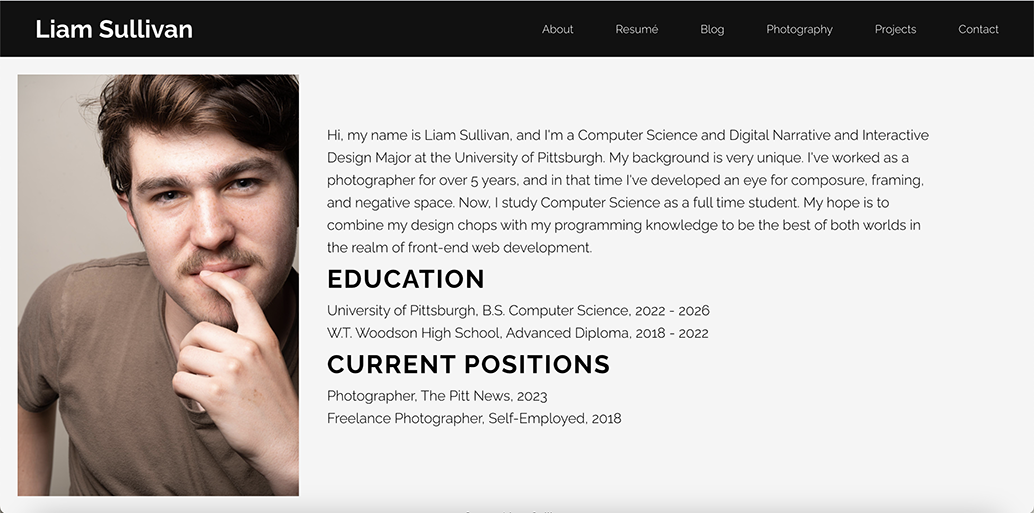 Liam Sullivan
About Resumé Blog Photography Projects Contact
Hi, my name is Liam Sullivan, and I'm a Computer Science and Digital Narrative and Interactive
Design Major at the University of Pittsburgh. My background is very unique. I've worked as a
photographer for over 5 years, and in that time I've developed an eye for composure, framing,
and negative space. Now, I study Computer Science as a full time student. My hope is to
combine my design chops with my programming knowledge to be the best of both worlds in
the realm of front-end web development.
EDUCATION
University of Pittsburgh, B.S. Computer Science, 2022 - 2026
W.T. Woodson High School, Advanced Diploma, 2018 - 2022
CURRENT POSITIONS
Photographer, The Pitt News, 2023
Freelance Photographer, Self-Employed, 2018